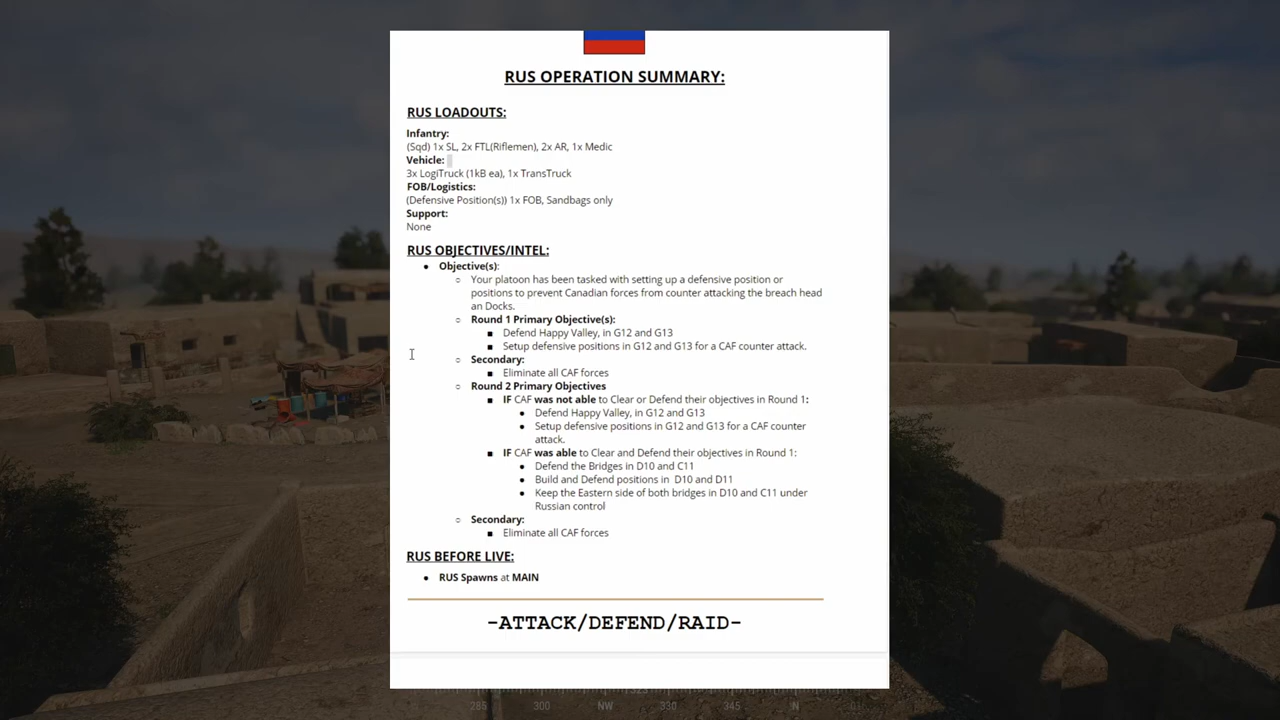 RUS OPERATION SUMMARY:
RUS LOADOUTS:
Infantry:
(Sqd) 1x SL, 2x FTL(Riflemen), 2x AR, 1x Medic
Vehicle:
3x LogiTruck (1kB ea), 1x TransTruck
FOB/Logistics:
(Defensive Position(s)) 1x FOB, Sandbags only
Support:
None
RUS OBJECTIVES/INTEL:
● Objective(s):
○ Your platoon has been tasked with setting up a defensive position or
positions to prevent Canadian forces from counter attacking the breach head
an Docks.
○ Round 1 Primary Objective(s):
■ Defend Happy Valley, in G12 and G13
■ Setup defensive positions in G12 and G13 for a CAF counter attack.
○ Secondary:
■ Eliminate all CAF forces
○ Round 2 Primary Objectives
■ IF CAF was not able to Clear or Defend their objectives in Round 1:
● Defend Happy Valley, in G12 and G13
● Setup defensive positions in G12 and G13 for a CAF counter
attack.
■ IF CAF was able to Clear and Defend their objectives in Round 1:
● Defend the Bridges in D10 and C11
● Build and Defend positions in D10 and D11
● Keep the Eastern side of both bridges in D10 and C11 under
Russian control
○ Secondary:
■ Eliminate all CAF forces
RUS BEFORE LIVE:
● RUS Spawns at MAIN
-ATTACK/DEFEND/RAID-
285 300 NW 330 345 N